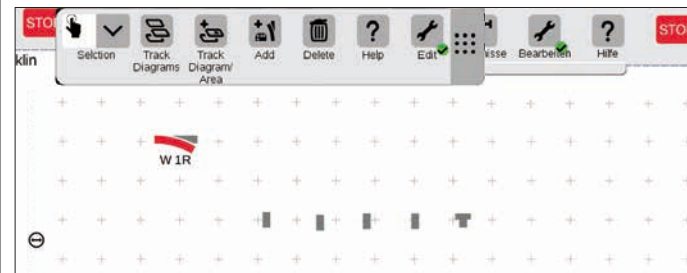 STO
Selction
Track
Diagrams
Track
Diagram/
Area
Add
Delete
Help
Edit
isse
Bearbeiten
Hilfe
STO
klin
W 1R